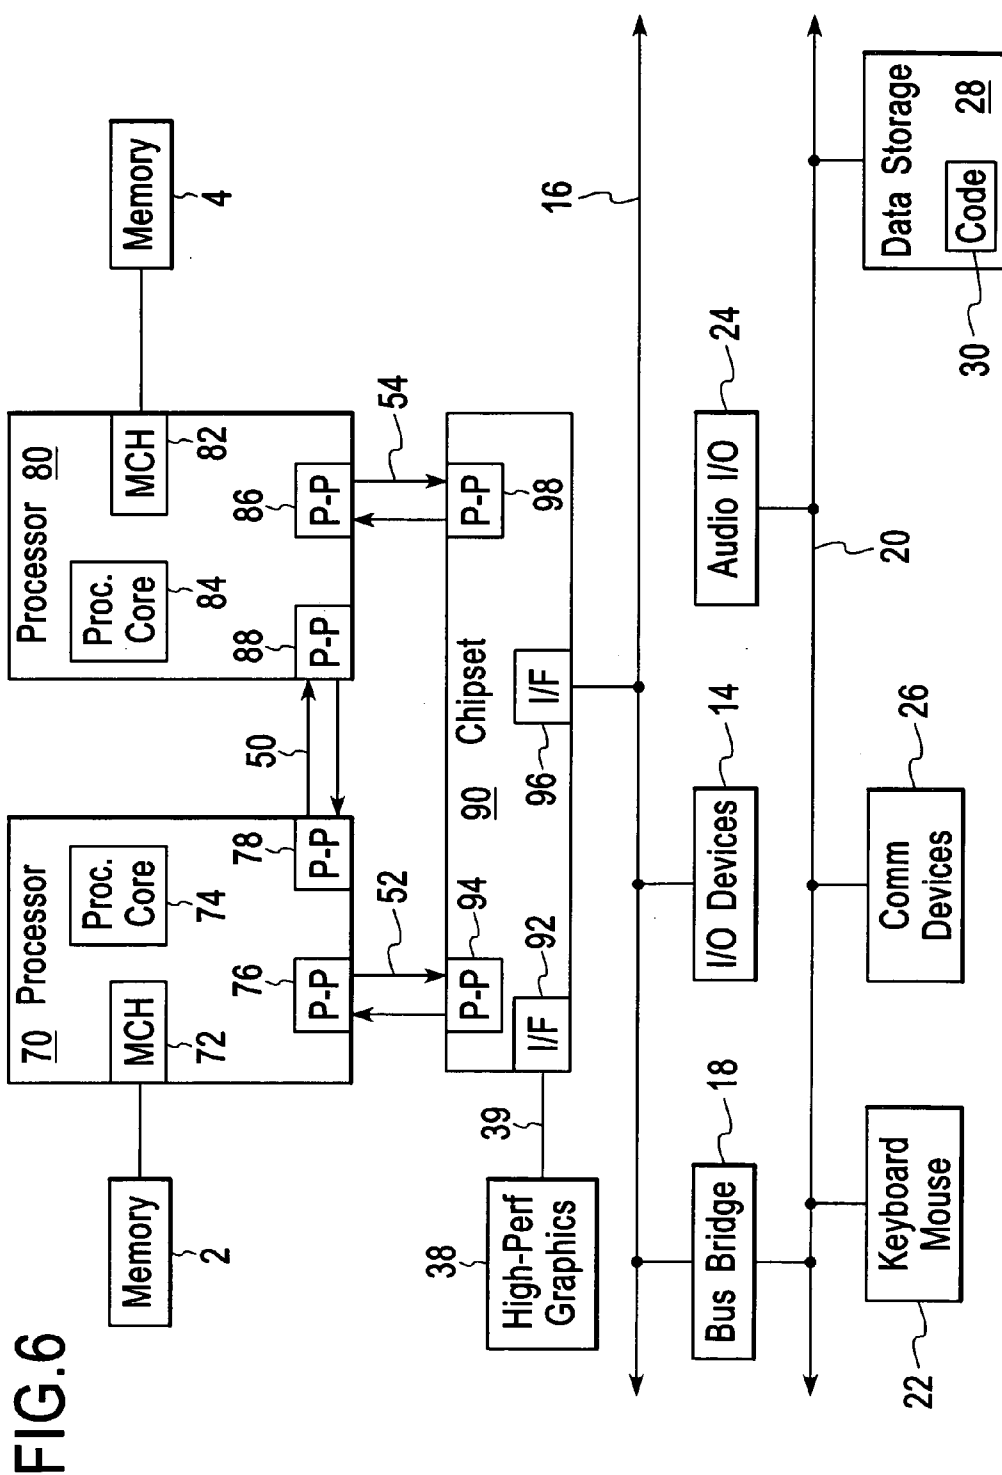 FIG.6
Memory
2
70 Processor
MCH
72
Proc.
Core
74
76
P-P
78
P-P
50
Processor 80
Proc.
Core
84
MCH
82
88
P-P
86
P-P
Memory
4
52
54
High-Perf
Graphics
38
39
I/F
92
P-P
94
90
Chipset
I/F
96
P-P
98
16
Bus Bridge
18
I/O Devices
14
Audio I/O
24
20
Keyboard
Mouse
22
Comm
Devices
26
Data Storage
28
Code
30